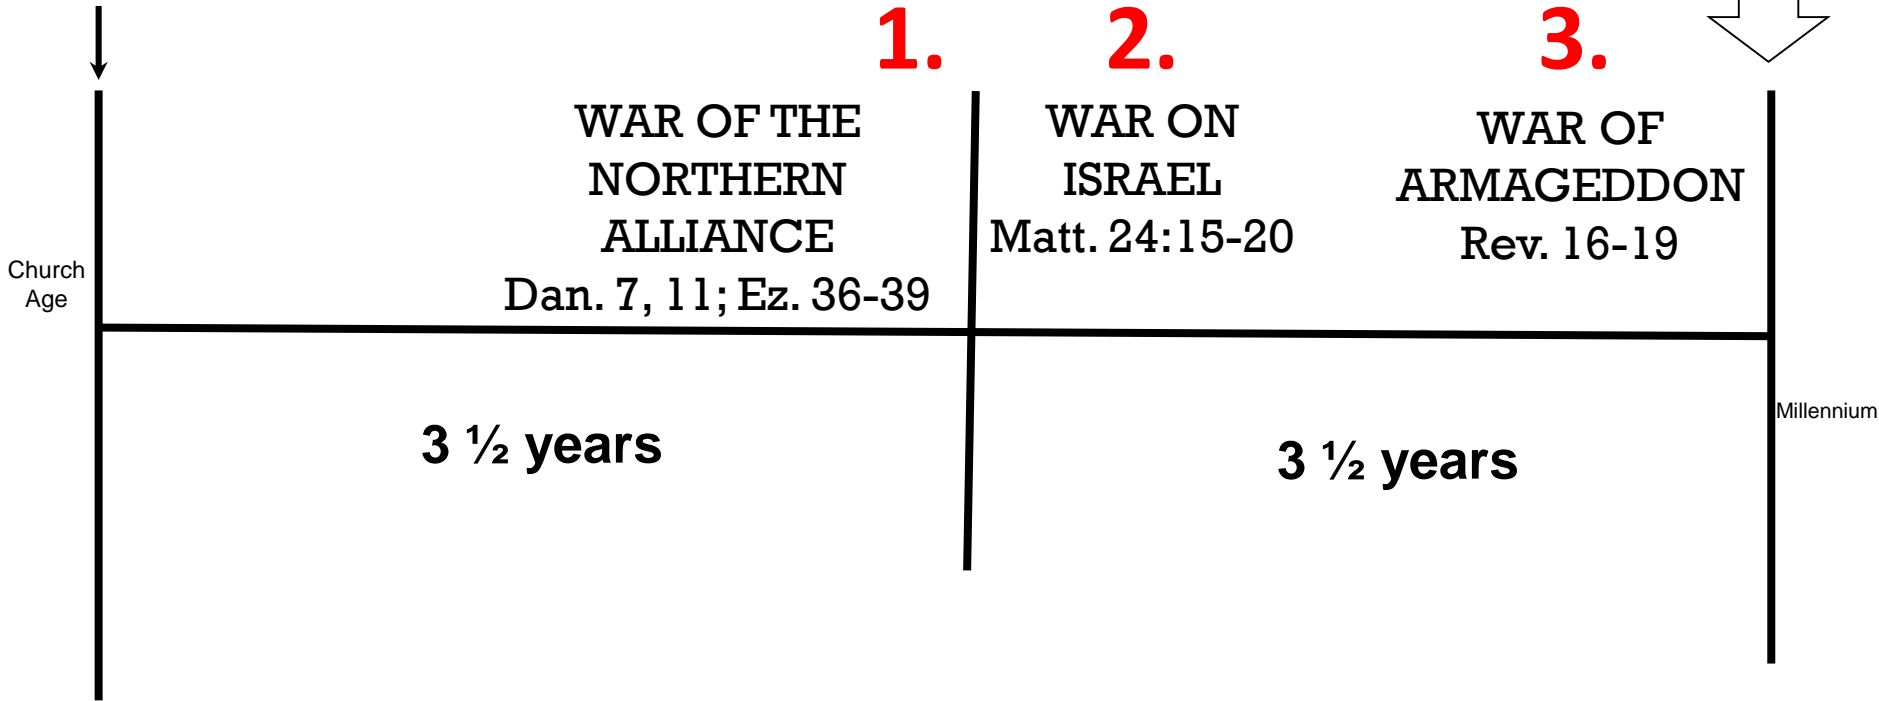 1.
2.
3.
WAR OF THE
NORTHERN
ALLIANCE
Dan. 7, 11; Ez. 36-39
WAR ON
ISRAEL
Matt. 24:15-20
WAR OF
ARMAGEDDON
Rev. 16-19
Church
Age
Millennium
3 ½ years
3 ½ years